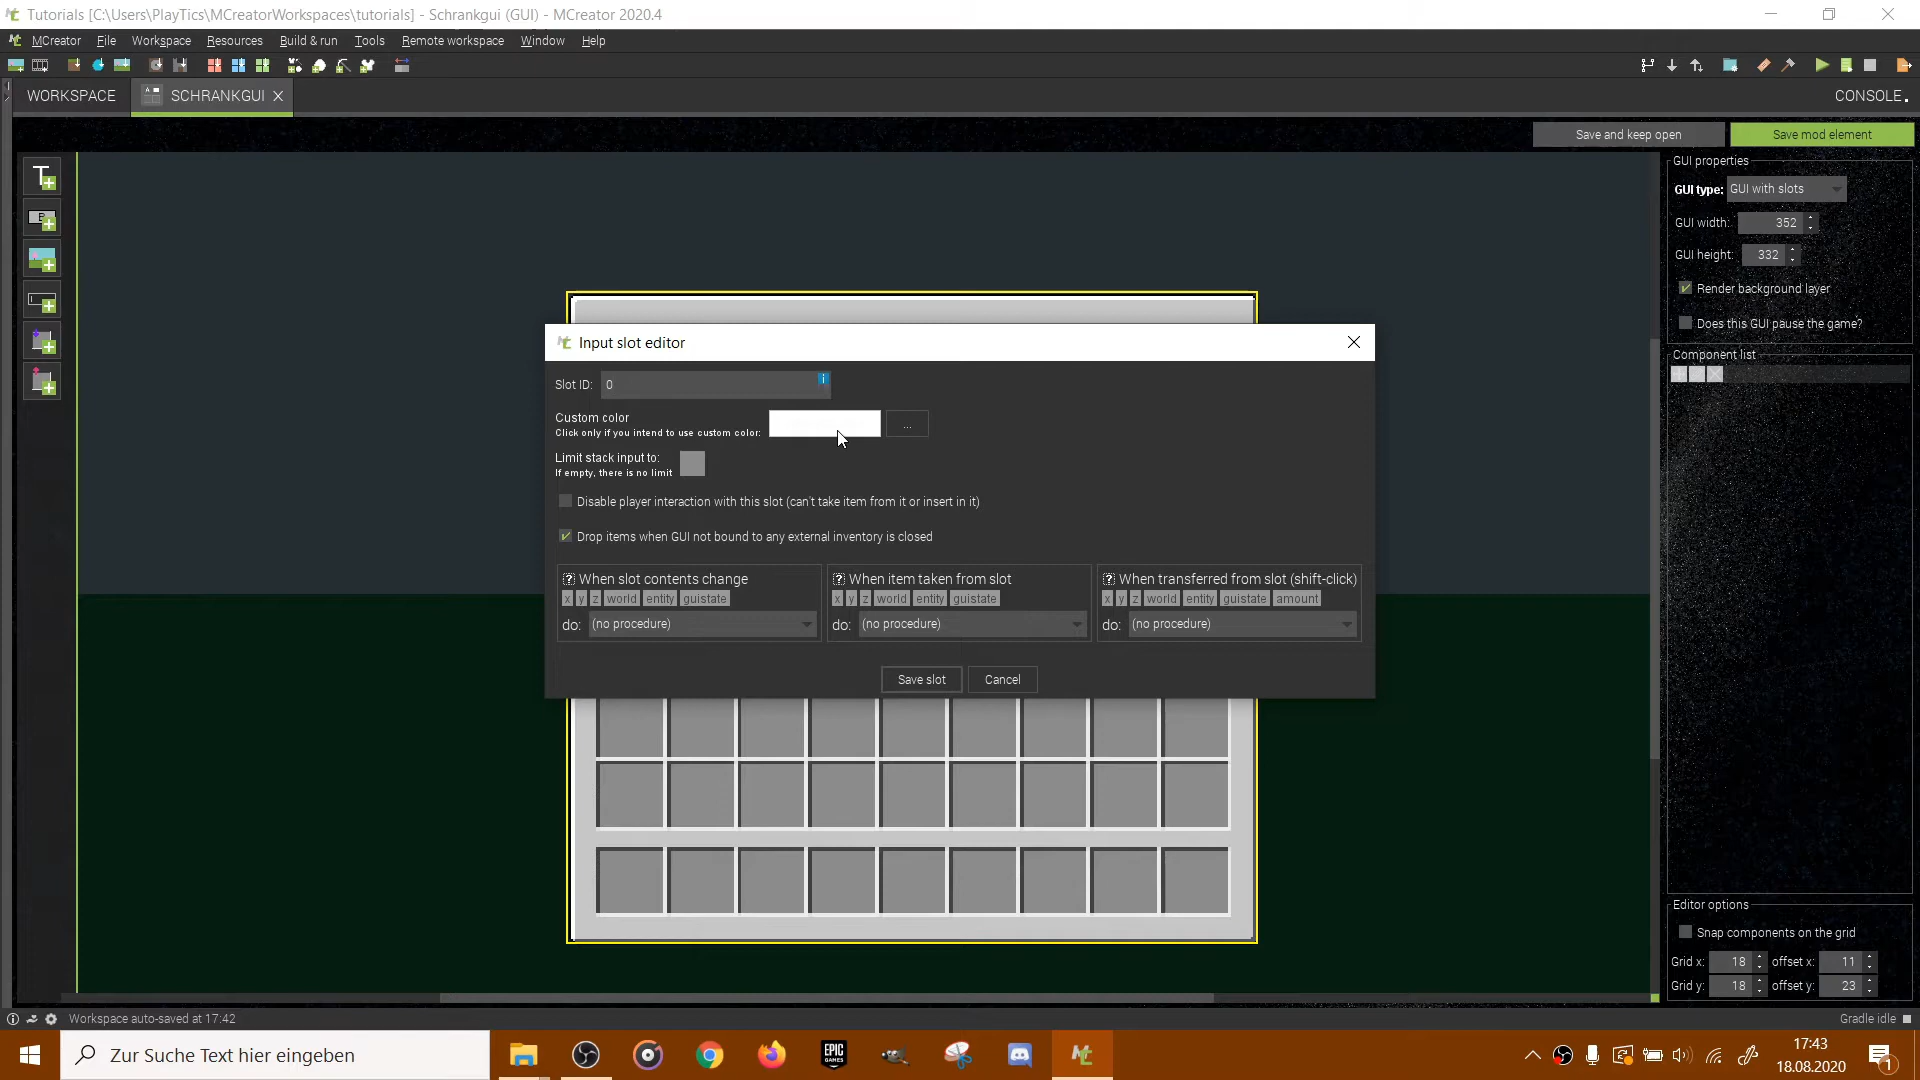 Tutorials [C:\Users\PlayTics\MCreatorWorkspaces\tutorials] - Schrankgui (GUI) - MCreator 2020.4
MCreator File Workspace Resources Build & run Tools Remote workspace Window Help
WORKSPACE SCHRANKGUI CONSOLE
Save and keep open Save mod element
GUI properties
GUI type: GUI with slots
GUI width: 352
GUI height: 332
Render background layer
Does this GUI pause the game?
Component list
Input slot editor
Slot ID: 0
Custom color
Click only if you intend to use custom color: ...
Limit stack input to:
If empty, there is no limit
Disable player interaction with this slot (can't take item from it or insert in it)
Drop items when GUI not bound to any external inventory is closed
When slot contents change When item taken from slot When transferred from slot (shift-click)
x y z world entity guistate x y z world entity guistate x y z world entity guistate amount
do: (no procedure) do: (no procedure) do: (no procedure)
Save slot Cancel
Editor options
Snap components on the grid
Grid x: 18 offset x: 11
Grid y: 18 offset y: 23
Workspace auto-saved at 17:42 Gradle idle
Zur Suche Text hier eingeben
EPIC GAMES
17:43
18.08.2020
1